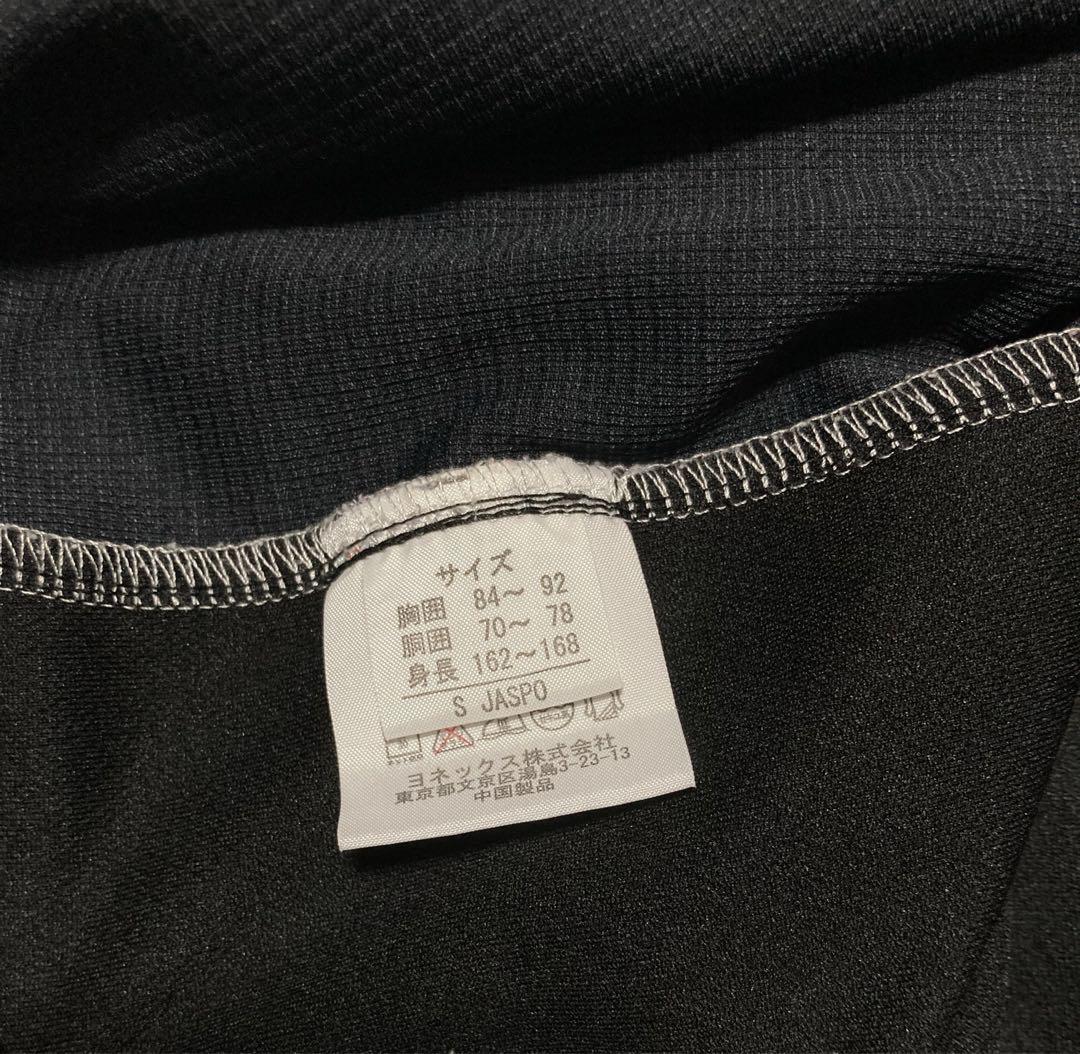 サイズ
胸囲 84～ 92
胴囲 70～ 78
身長 162～168
S JASPO
ヨネックス株式会社
東京都文京区湯島3-23-13
中国製品